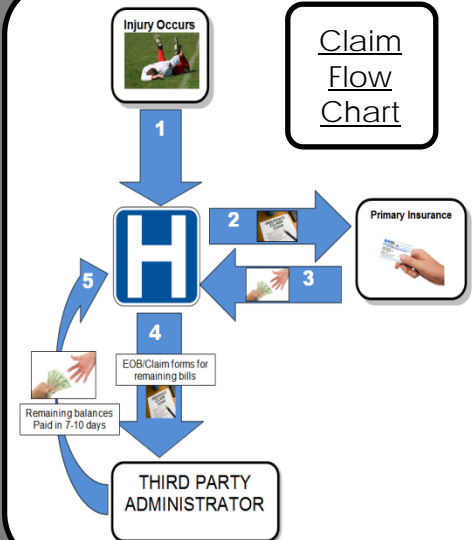 Injury Occurs
Claim
Flow
Chart
1
2
Primary Insurance
3
H
5
4
EOB/Claim forms for
remaining bills
Remaining balances
Paid in 7-10 days
THIRD PARTY
ADMINISTRATOR